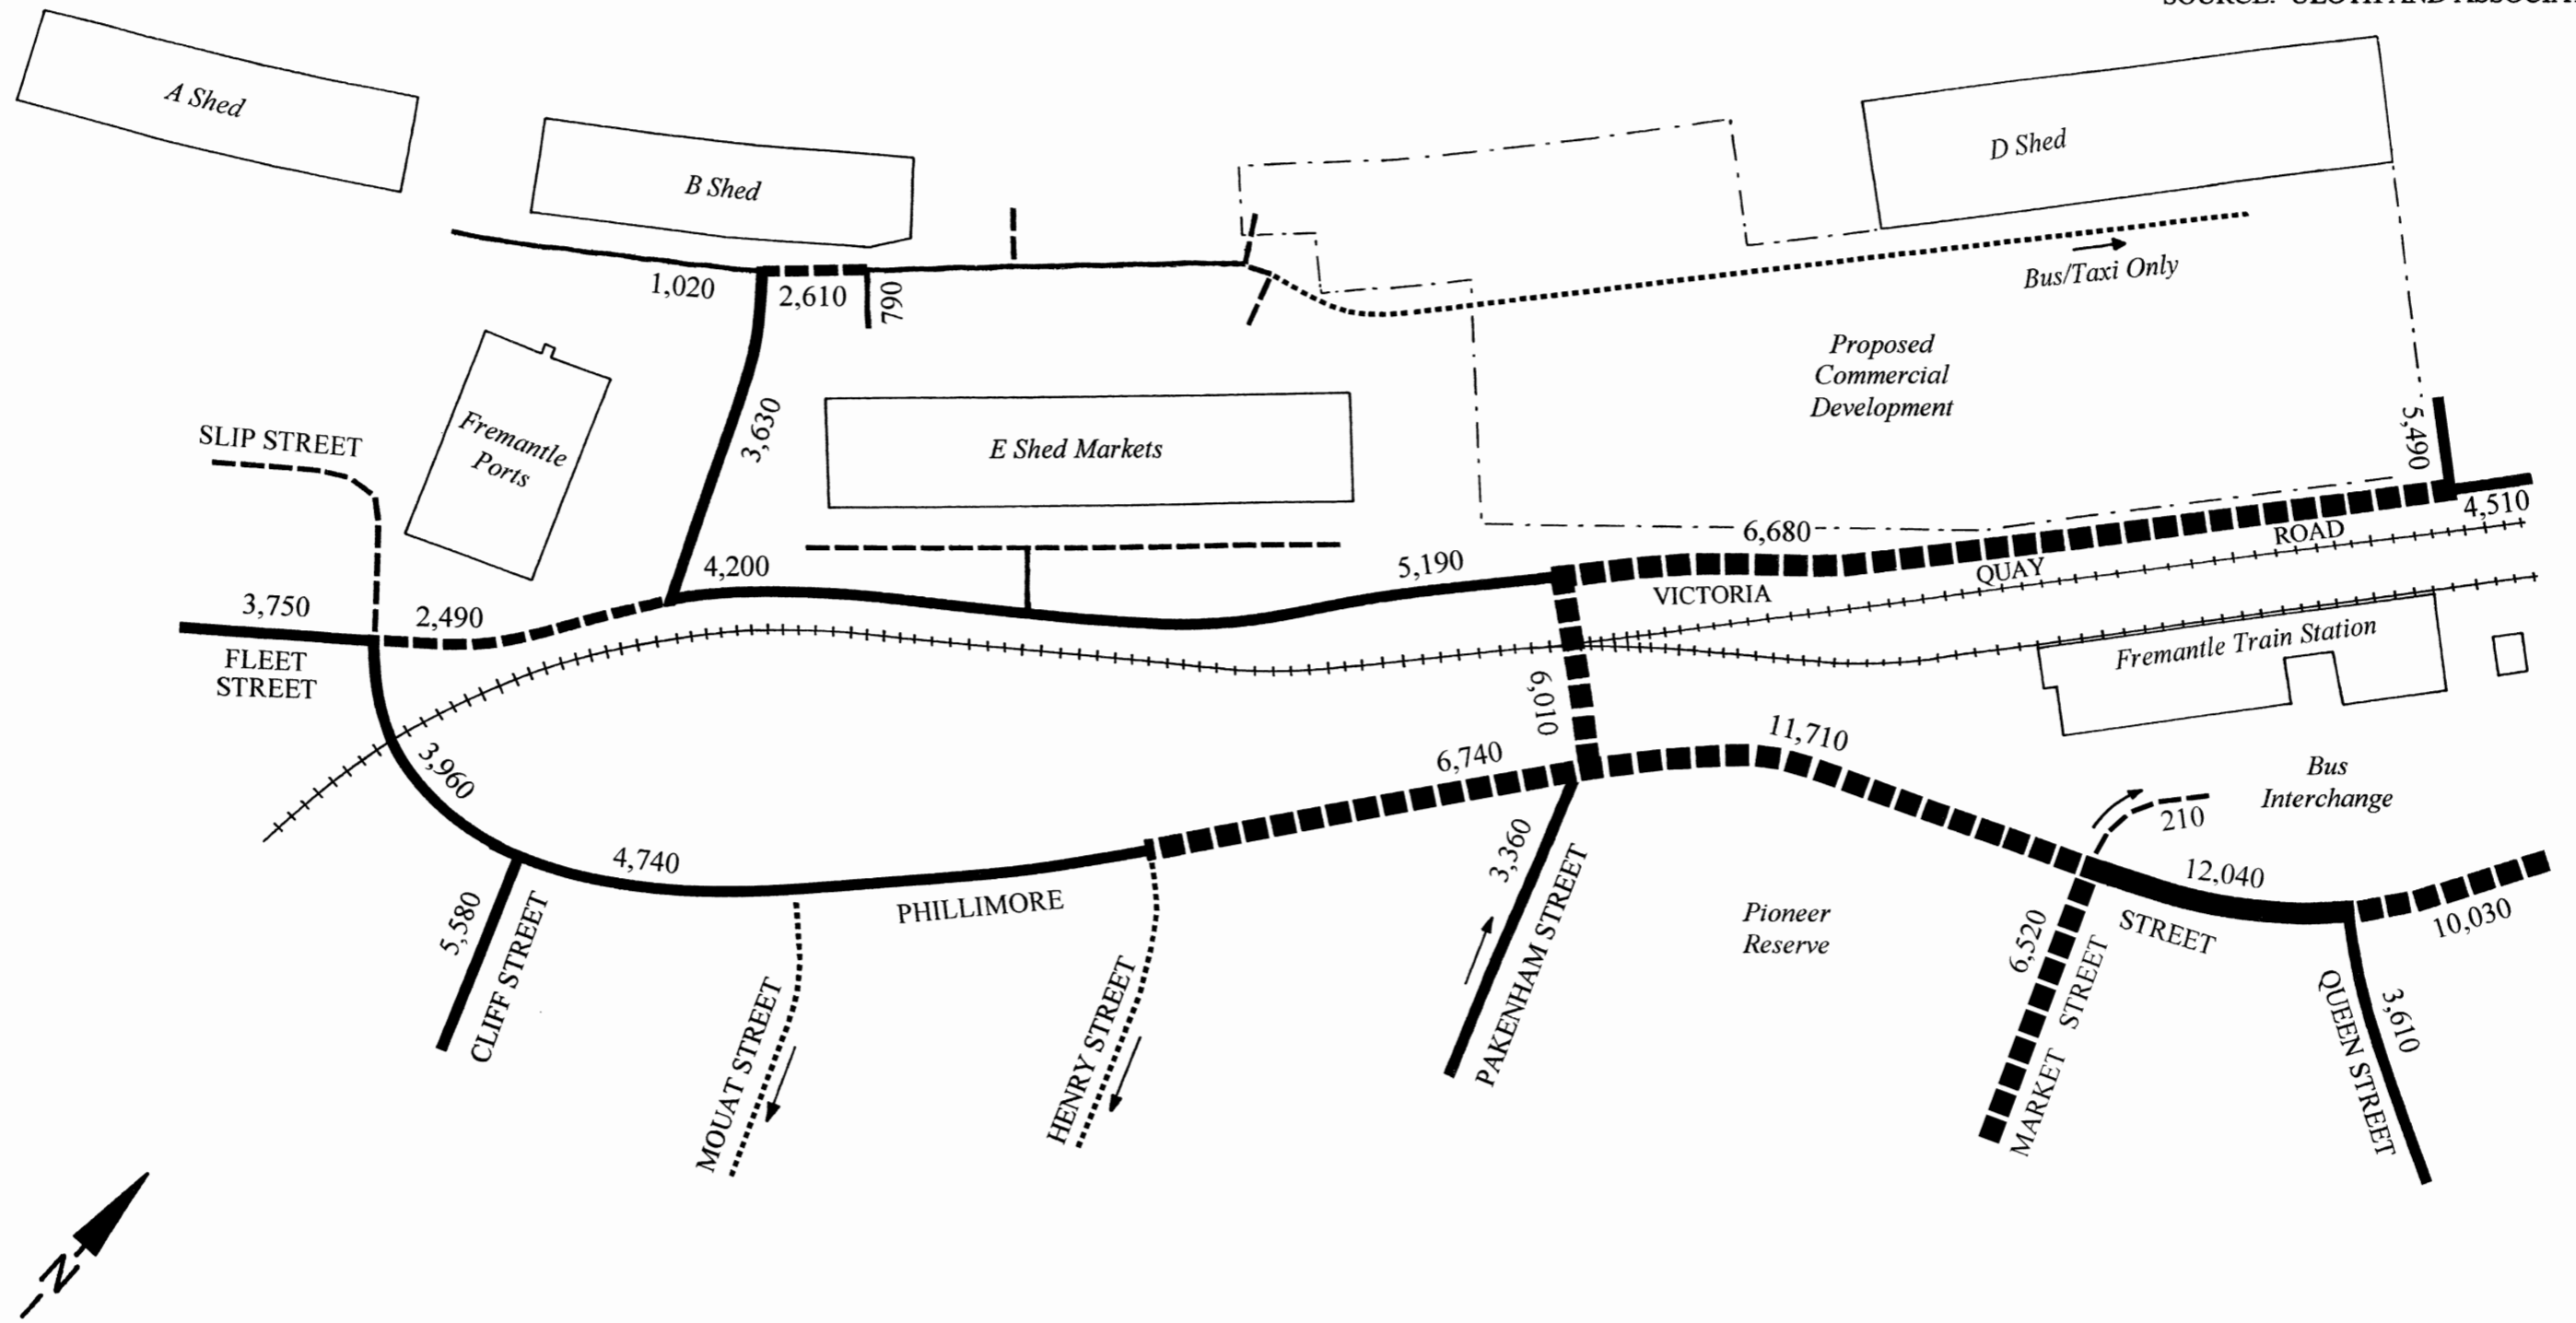 SOURCE:
A Shed
B Shed
D Shed
Bus/Taxi Only
1,020
2,610
790
Proposed
Commercial
Development
Fremantle
Ports
3,630
E Shed Markets
5,490
SLIP STREET
4,510
6,680
VICTORIA
QUAY
ROAD
4,200
5,190
3,750
2,490
FLEET
STREET
Fremantle Train Station
6,010
3,960
6,740
11,710
Bus
Interchange
210
4,740
12,040
3,360
PHILLIMORE
STREET
5,580
CLIFF STREET
Pioneer
Reserve
10,030
6,520
MOUAT STREET
HENRY STREET
PAKENHAM STREET
MARKET STREET
QUEEN STREET
3,610
N